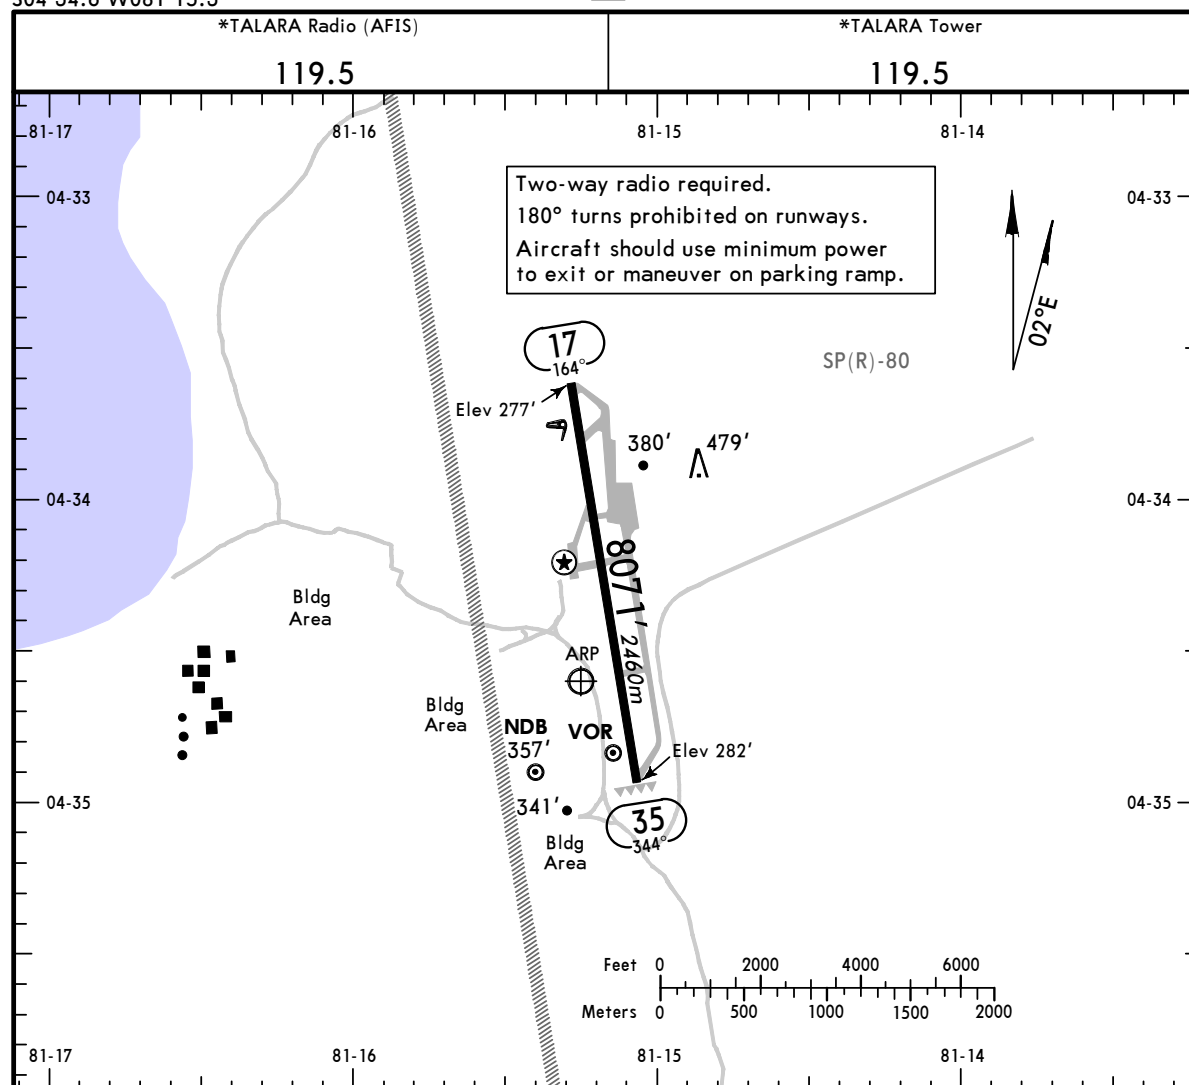 *TALARA Radio (AFIS)
119.5
*TALARA Tower
119.5
81-17
81-16
81-15
81-14
04-33
04-33
Two-way radio required.
180° turns prohibited on runways.
Aircraft should use minimum power
to exit or maneuver on parking ramp.
02°E
17
164°
SP(R)-80
Elev 277'
380'
479'
04-34
04-34
8071'
2460m
Bldg
Area
ARP
Bldg
Area
NDB
357'
VOR
Elev 282'
04-35
04-35
341'
35
344°
Bldg
Area
Feet 0 2000 4000 6000
Meters 0 500 1000 1500 2000
81-17
81-16
81-15
81-14